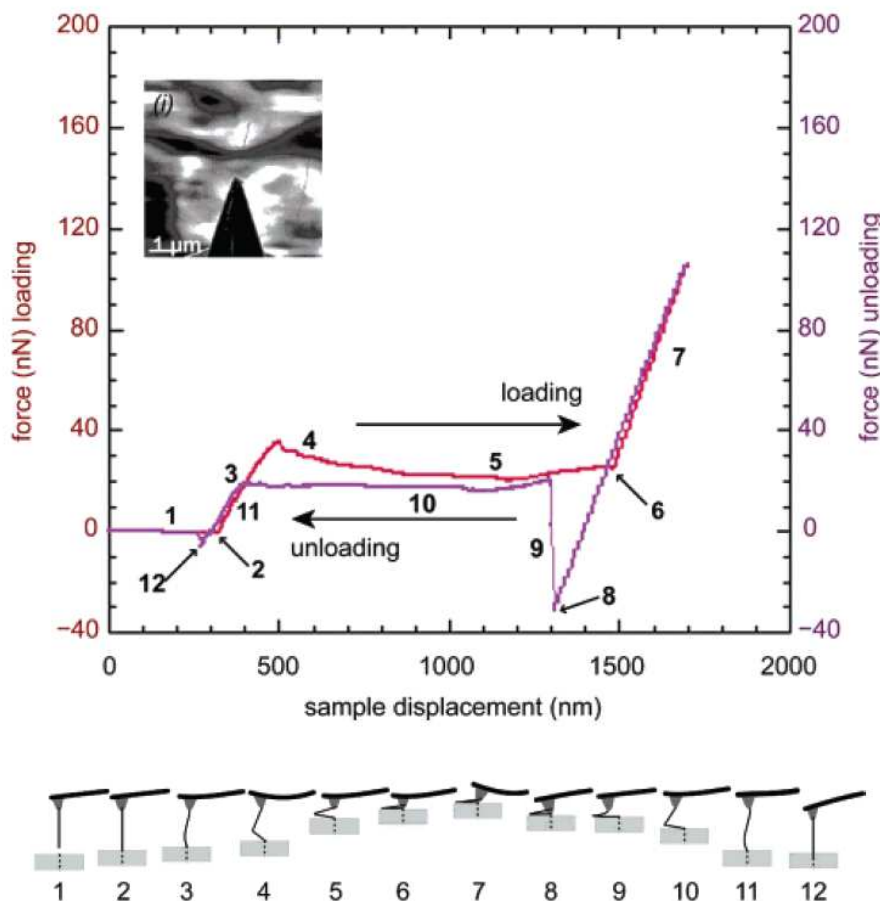 200
160
120
80
40
0
−40
force (nN) loading
200
160
120
80
40
0
−40
force (nN) unloading
(i)
1 μm
loading
unloading
1
2
3
4
5
6
7
8
9
10
11
12
0 500 1000 1500 2000
sample displacement (nm)
1 2 3 4 5 6 7 8 9 10 11 12